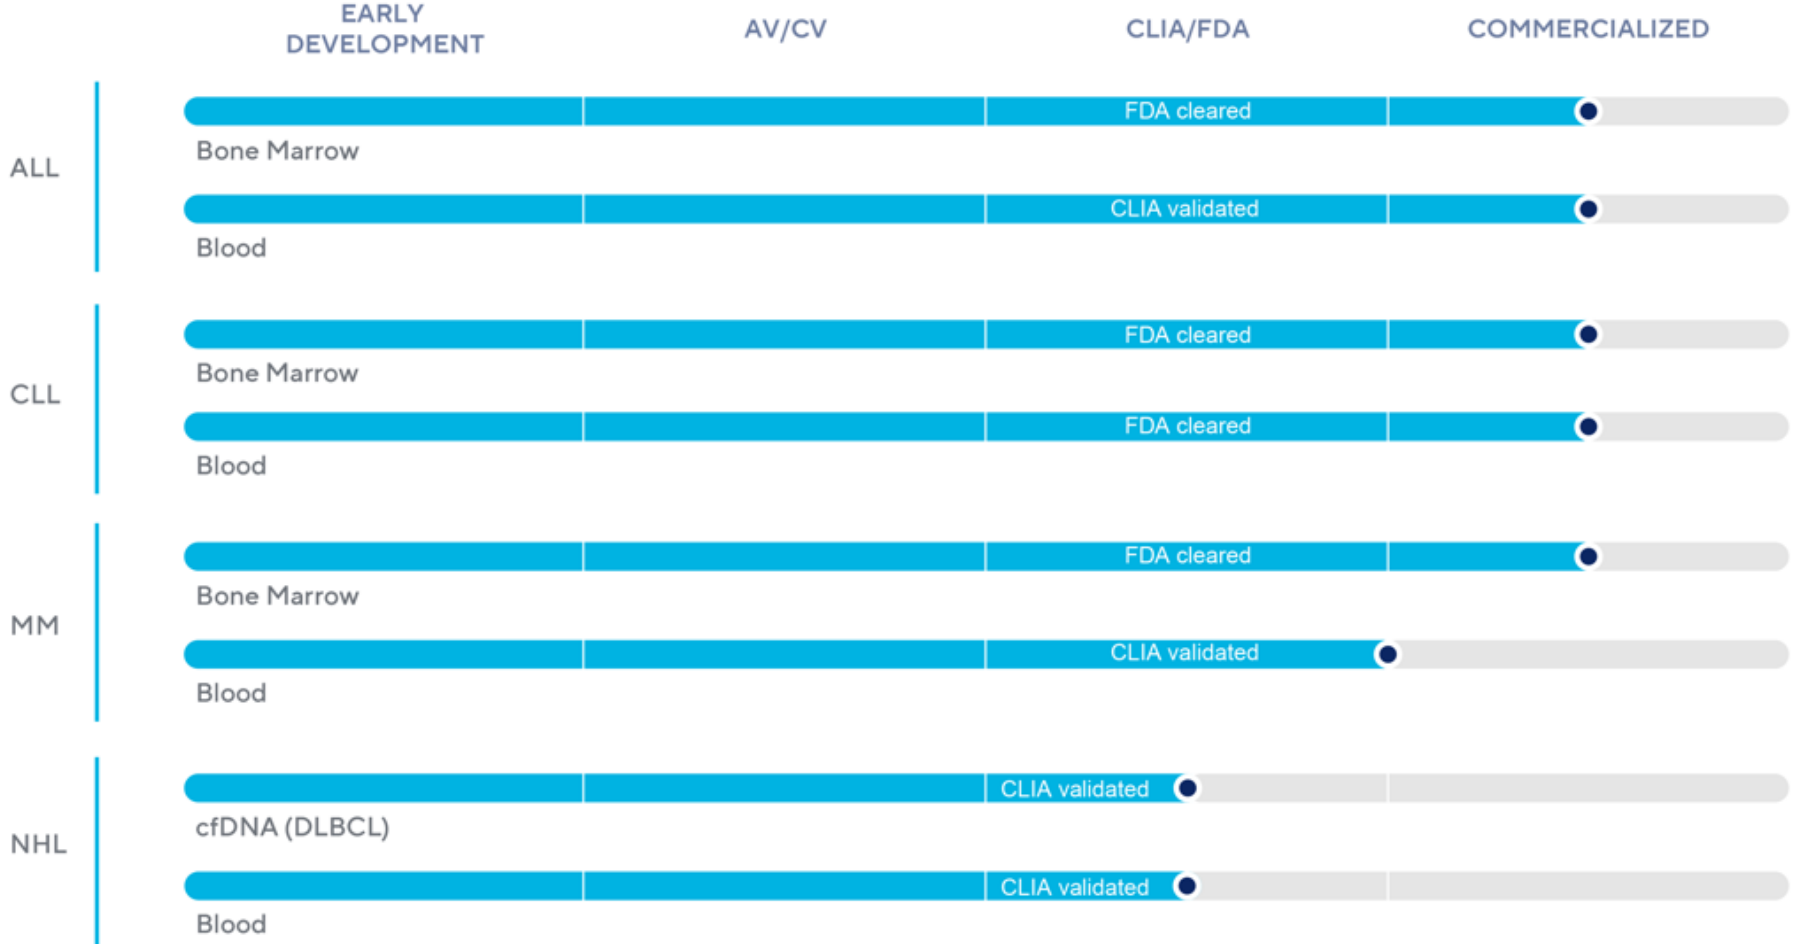 EARLY
DEVELOPMENT
AV/CV
CLIA/FDA
COMMERCIALIZED
ALL
FDA cleared
Bone Marrow
CLIA validated
Blood
CLL
FDA cleared
Bone Marrow
FDA cleared
Blood
MM
FDA cleared
Bone Marrow
CLIA validated
Blood
NHL
CLIA validated
cfDNA (DLBCL)
CLIA validated
Blood